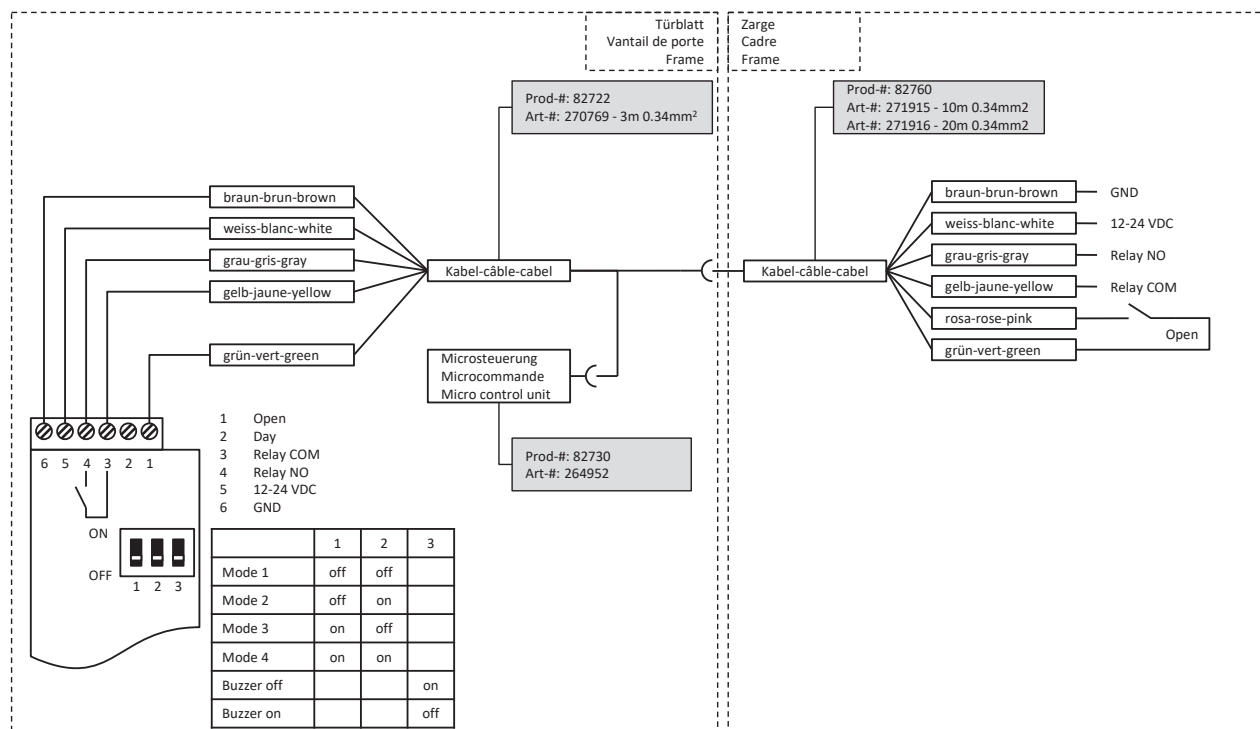 Türblatt
Vantail de porte
Frame
Zarge
Cadre
Frame
Prod-#: 82722
Art-#: 270769 - 3m 0.34mm²
Prod-#: 82760
Art-#: 271915 - 10m 0.34mm2
Art-#: 271916 - 20m 0.34mm2
braun-brun-brown
weiss-blanc-white
grau-gris-gray
gelb-jaune-yellow
grün-vert-green
Kabel-câble-cabel
Kabel-câble-cabel
braun-brun-brown GND
weiss-blanc-white 12-24 VDC
grau-gris-gray Relay NO
gelb-jaune-yellow Relay COM
rosa-rose-pink
Open
grün-vert-green
Microsteuerung
Microcommande
Micro control unit
Prod-#: 82730
Art-#: 264952
6 5 4 3 2 1
ON
OFF
1 2 3
1 Open
2 Day
3 Relay COM
4 Relay NO
5 12-24 VDC
6 GND
1 2 3
Mode 1 off off
Mode 2 off on
Mode 3 on off
Mode 4 on on
Buzzer off on
Buzzer on off